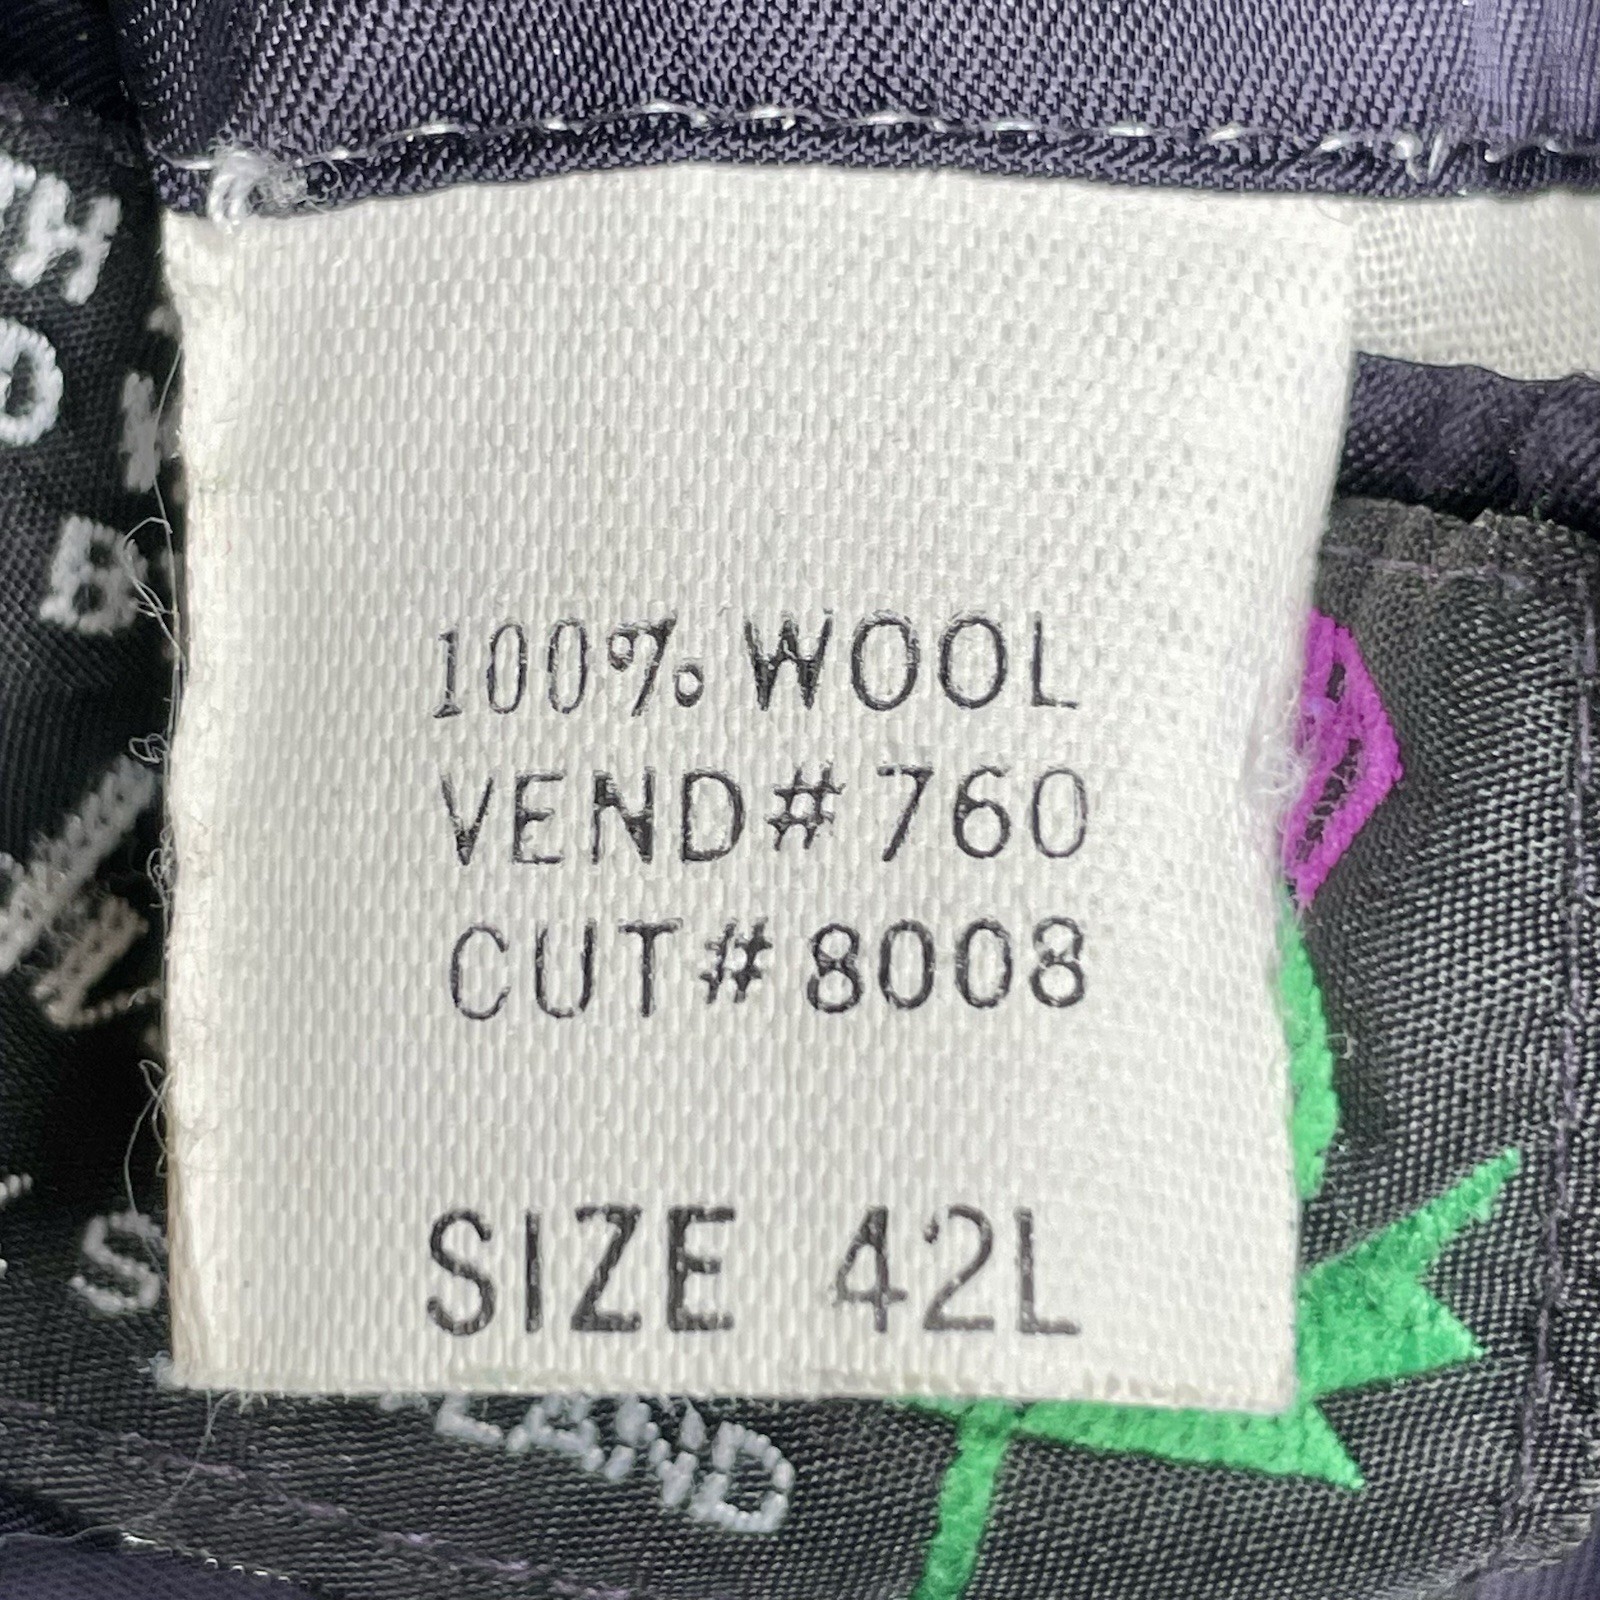 100% WOOL
VEND# 760
CUT# 8008
SIZE 42L